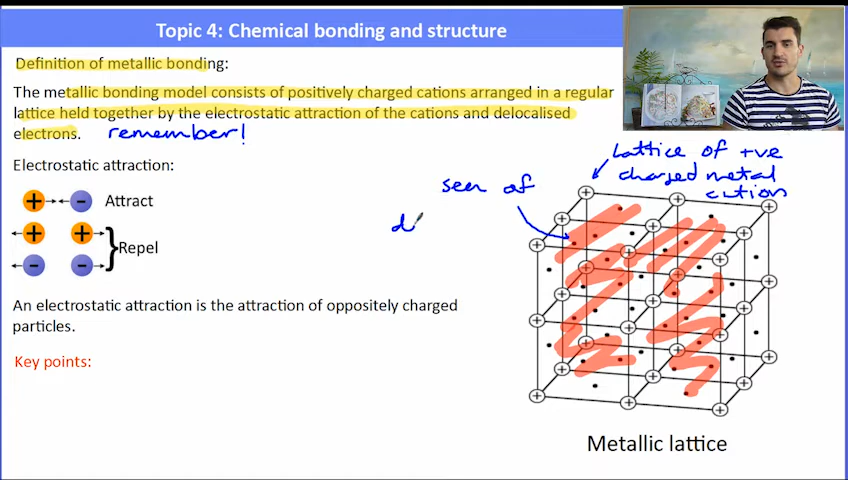 Topic 4: Chemical bonding and structure
Definition of metallic bonding:
The metallic bonding model consists of positively charged cations arranged in a regular
lattice held together by the electrostatic attraction of the cations and delocalised
electrons. remember!
Electrostatic attraction:
+ - Attract
+ +
Repel
- -
An electrostatic attraction is the attraction of oppositely charged
particles.
Key points:
Lattice of +ve
charged metal
cations
sea of
d
Metallic lattice